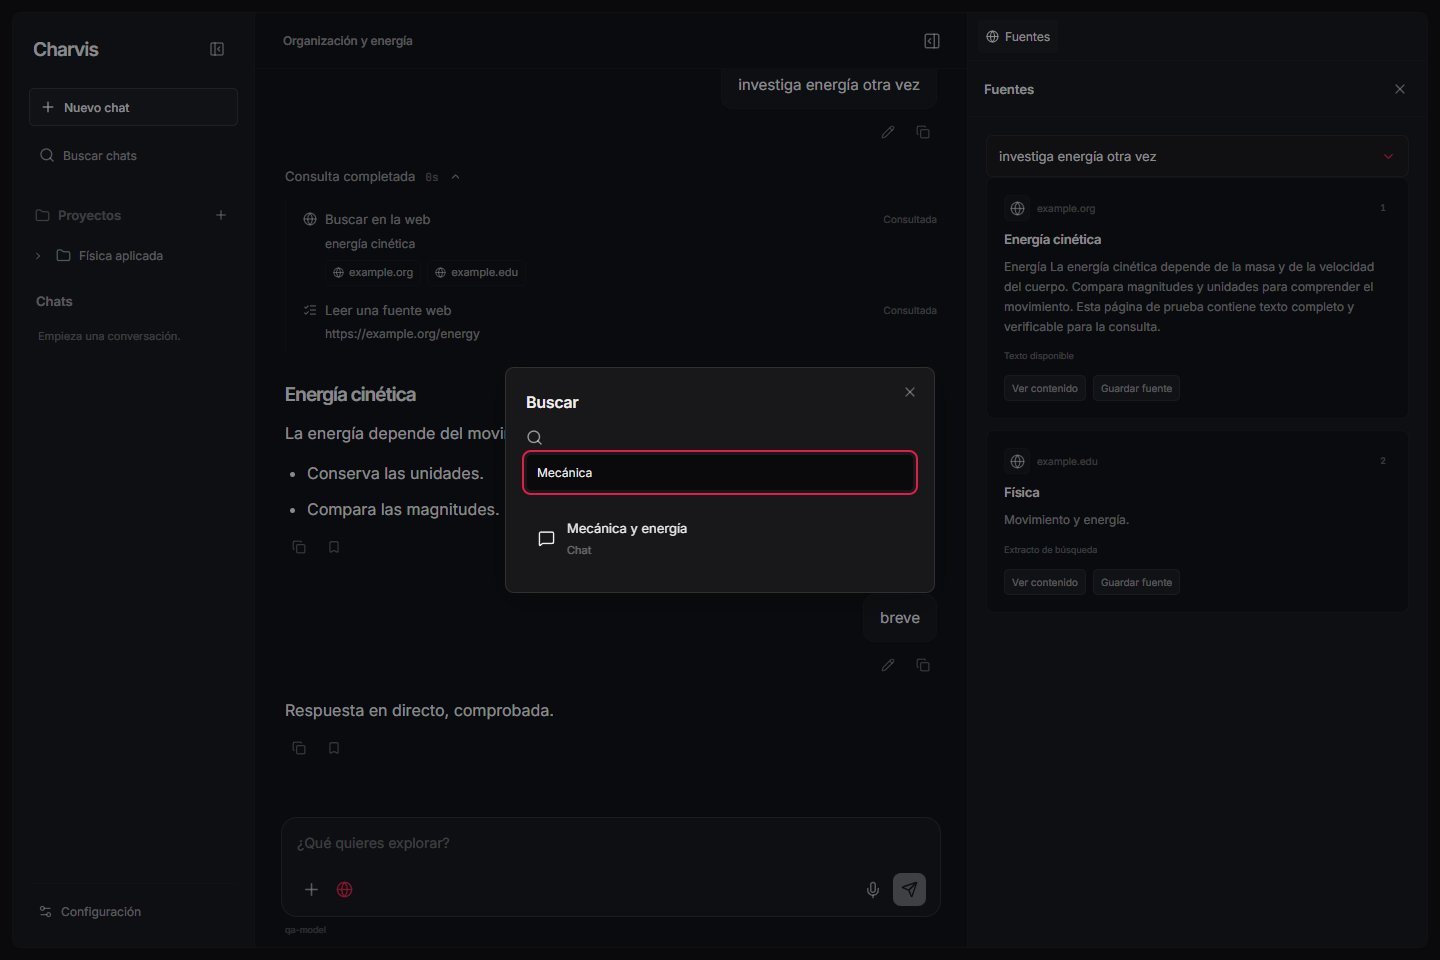 Charvis
Nuevo chat
Buscar chats
Proyectos
Física aplicada
Chats
Empieza una conversación.
Configuración
Organización y energía
investiga energía otra vez
Consulta completada 0s
Buscar en la web
Consultada
energía cinética
example.org example.edu
Leer una fuente web
Consultada
https://example.org/energy
Energía cinética
La energía depende del movi
Conserva las unidades.
Compara las magnitudes.
breve
Respuesta en directo, comprobada.
¿Qué quieres explorar?
qa-model
Buscar
Mecánica
Mecánica y energía
Chat
Fuentes
Fuentes
investiga energía otra vez
example.org 1
Energía cinética
Energía La energía cinética depende de la masa y de la velocidad
del cuerpo. Compara magnitudes y unidades para comprender el
movimiento. Esta página de prueba contiene texto completo y
verificable para la consulta.
Texto disponible
Ver contenido Guardar fuente
example.edu 2
Física
Movimiento y energía.
Extracto de búsqueda
Ver contenido Guardar fuente